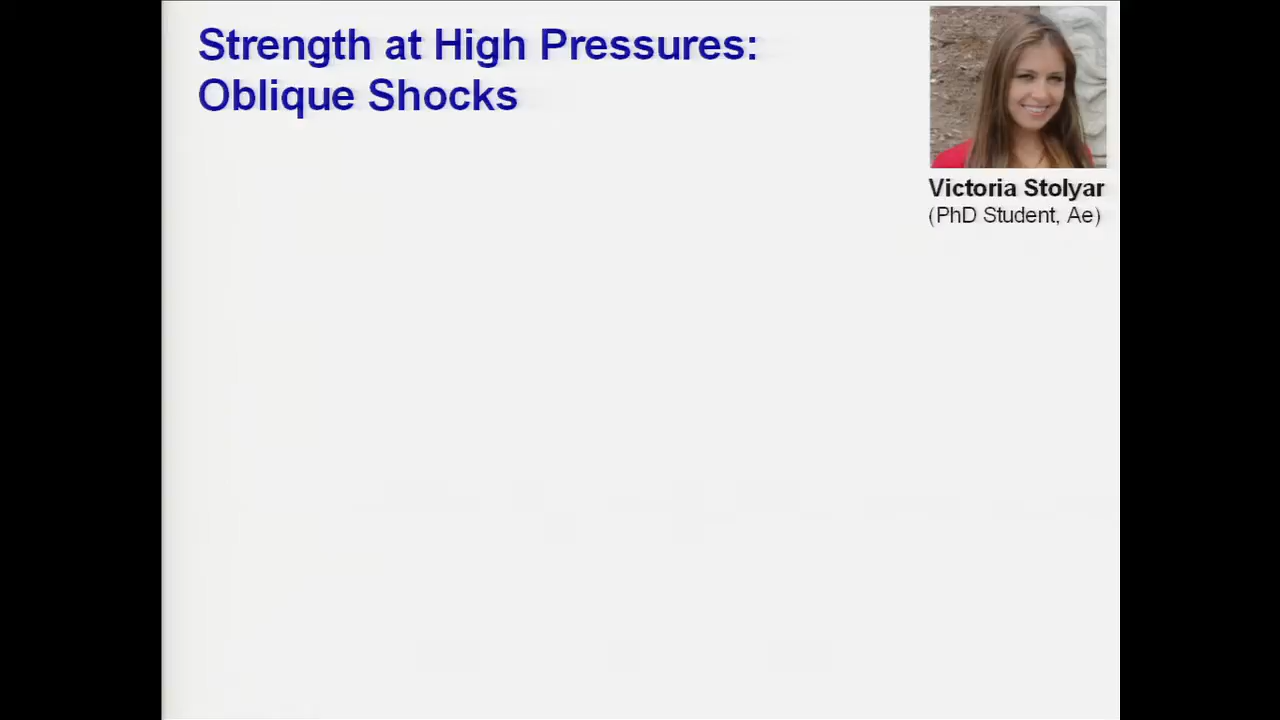 Strength at High Pressures:
Oblique Shocks
Victoria Stolyar
(PhD Student, Ae)